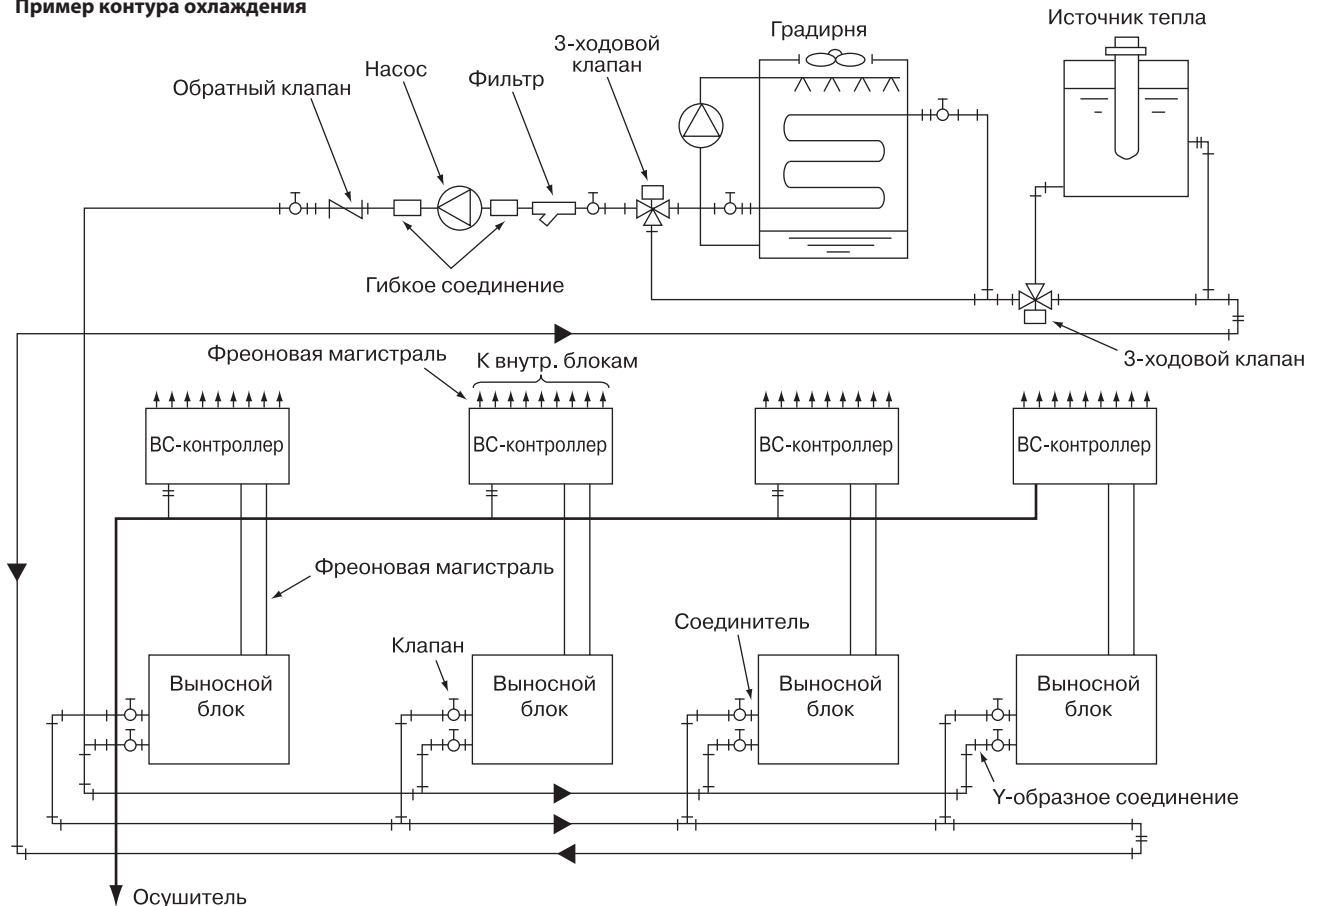 Пример контура охлаждения
Источник тепла
Градирня
3-ходовой
клапан
Насос
Фильтр
Обратный клапан
Гибкое соединение
Фреоновая магистраль
К внутр. блокам
3-ходовой клапан
ВС-контроллер
ВС-контроллер
ВС-контроллер
ВС-контроллер
Фреоновая магистраль
Соединитель
Клапан
Выносной
блок
Выносной
блок
Выносной
блок
Выносной
блок
Y-образное соединение
Осушитель